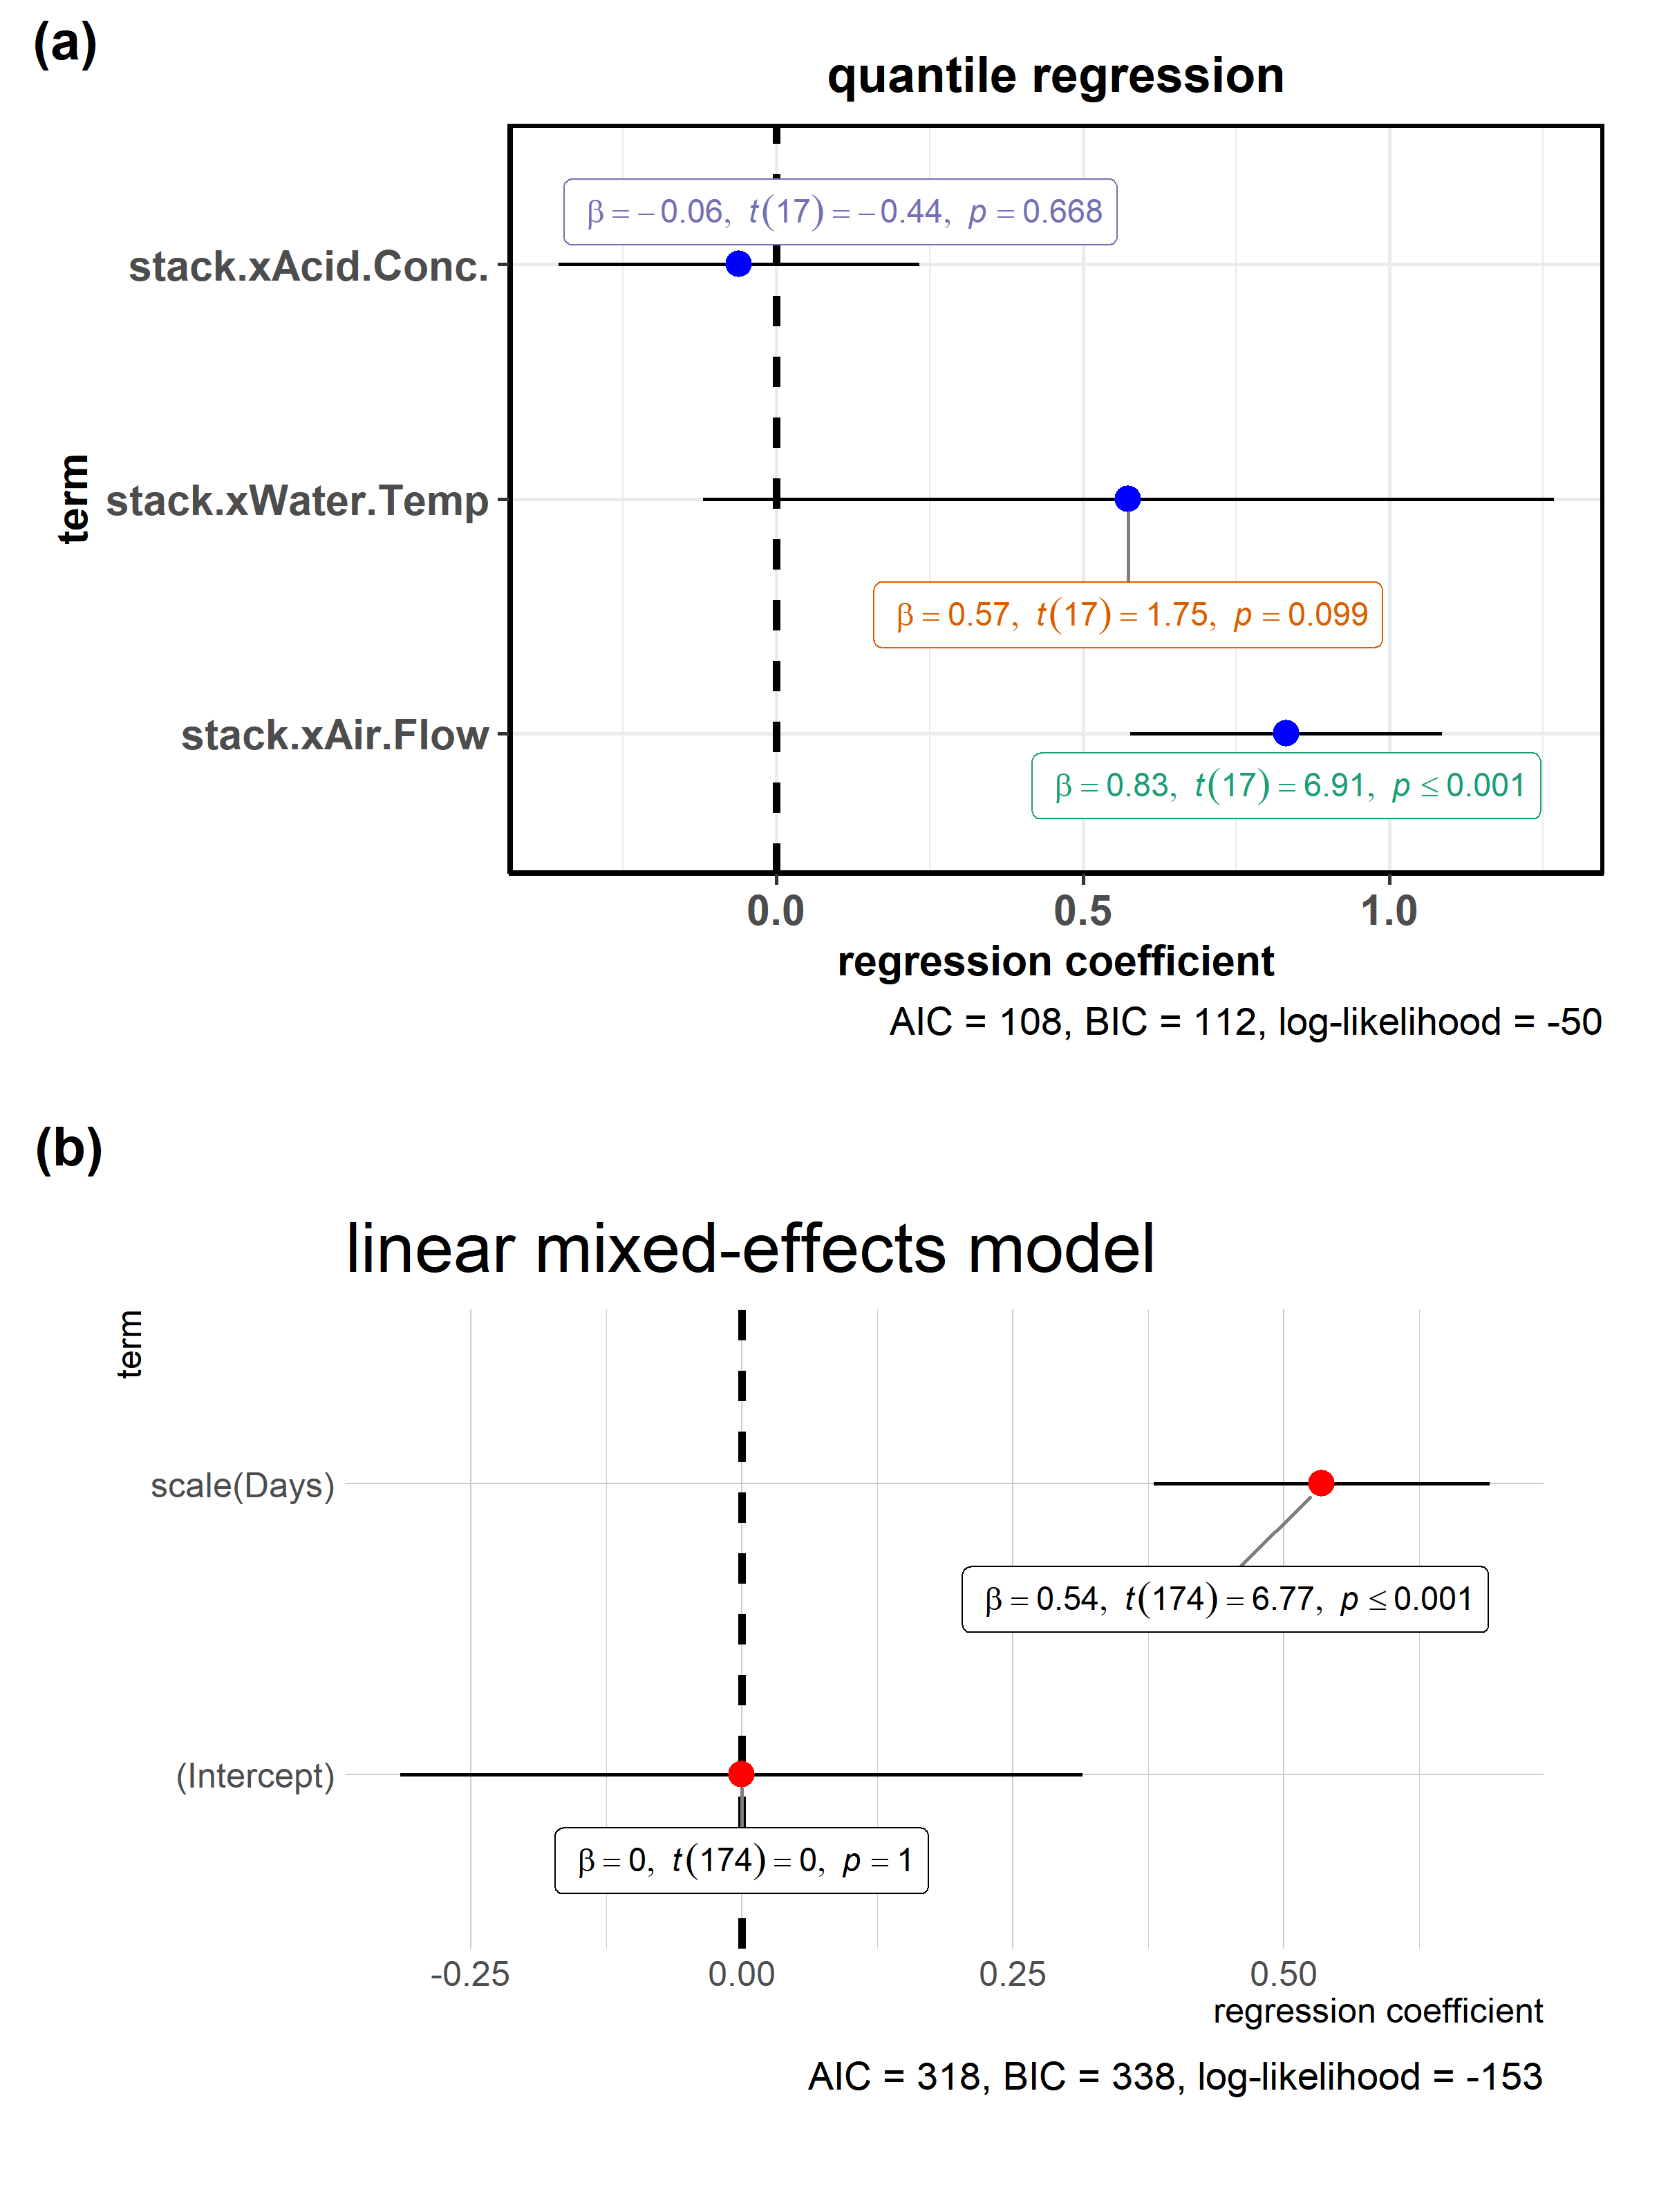 (a)
quantile regression
β = −0.06, t(17) = −0.44, p = 0.668
stack.xAcid.Conc.
term
stack.xWater.Temp
β = 0.57, t(17) = 1.75, p = 0.099
stack.xAir.Flow
β = 0.83, t(17) = 6.91, p ≤ 0.001
0.0 0.5 1.0
regression coefficient
AIC = 108, BIC = 112, log-likelihood = -50
(b)
linear mixed-effects model
term
scale(Days)
β = 0.54, t(174) = 6.77, p ≤ 0.001
(Intercept)
β = 0, t(174) = 0, p = 1
-0.25 0.00 0.25 0.50
regression coefficient
AIC = 318, BIC = 338, log-likelihood = -153